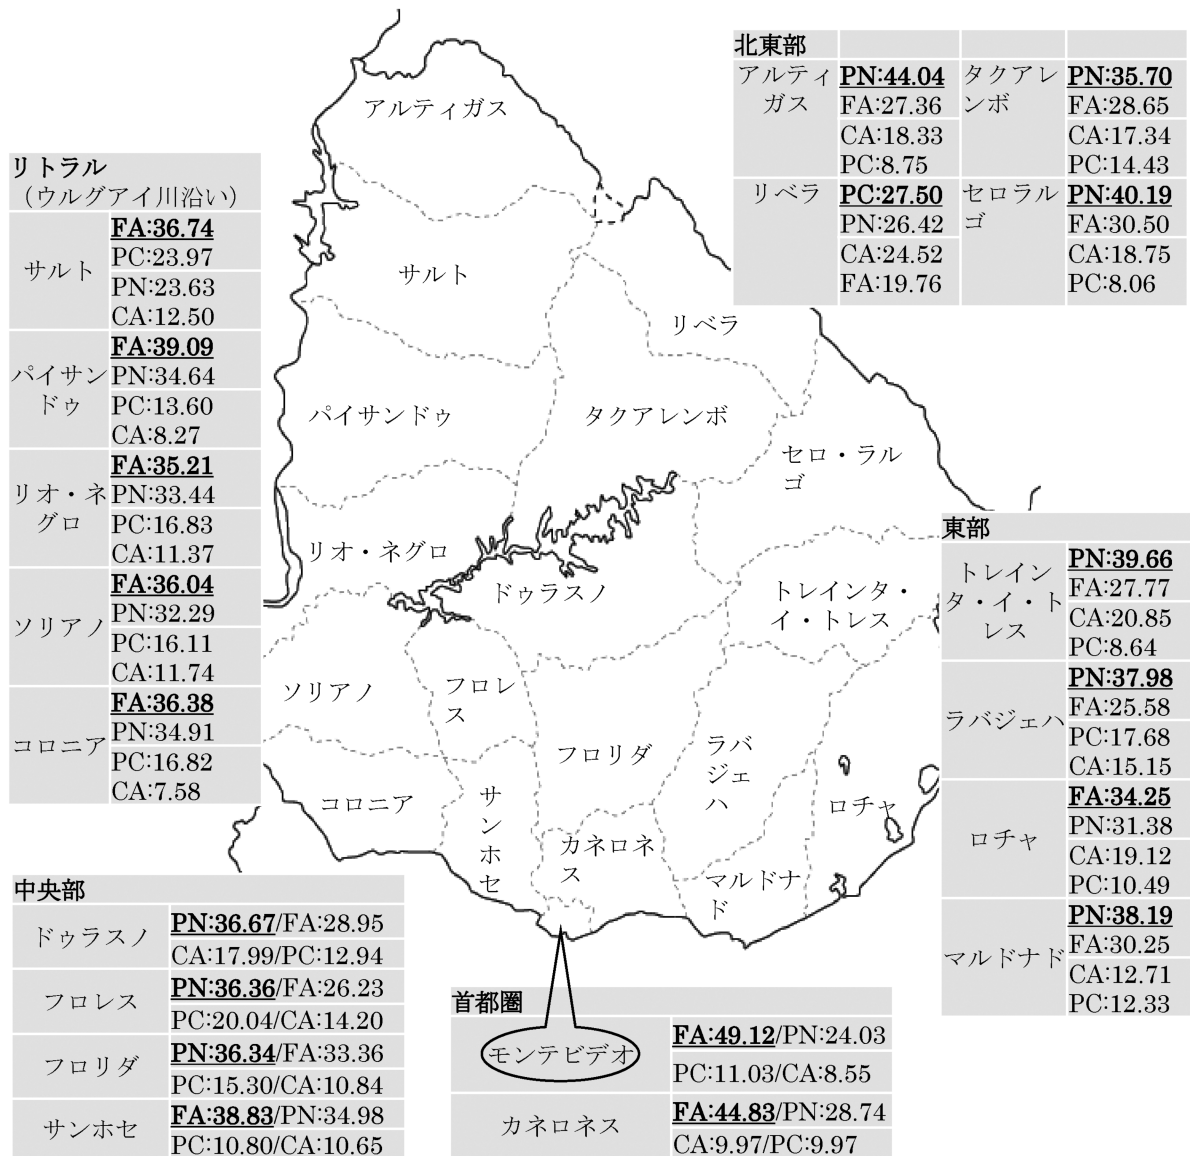 北東部
アルティ
ガス
PN:44.04
FA:27.36
CA:18.33
PC:8.75
タクアレ
ンボ
PN:35.70
FA:28.65
CA:17.34
PC:14.43
リベラ
PC:27.50
PN:26.42
CA:24.52
FA:19.76
セロラル
ゴ
PN:40.19
FA:30.50
CA:18.75
PC:8.06
リトラル
（ウルグアイ川沿い）
サルト
FA:36.74
PC:23.97
PN:23.63
CA:12.50
パイサン
ドゥ
FA:39.09
PN:34.64
PC:13.60
CA:8.27
リオ・ネ
グロ
FA:35.21
PN:33.44
PC:16.83
CA:11.37
ソリアノ
FA:36.04
PN:32.29
PC:16.11
CA:11.74
コロニア
FA:36.38
PN:34.91
PC:16.82
CA:7.58
アルティガス
サルト
リベラ
パイサンドゥ
タクアレンボ
セロ・ラル
ゴ
リオ・ネグロ
ドゥラスノ
トレインタ・
イ・トレス
ソリアノ
フロレ
ス
フロリダ
ラバ
ジェ
ハ
コロニア
サ
ン
ホ
セ
カネロネ
ス
マルドナ
ド
ロチャ
東部
トレイン
タ・イ・ト
レス
PN:39.66
FA:27.77
CA:20.85
PC:8.64
ラバジェハ
PN:37.98
FA:25.58
PC:17.68
CA:15.15
ロチャ
FA:34.25
PN:31.38
CA:19.12
PC:10.49
マルドナド
PN:38.19
FA:30.25
CA:12.71
PC:12.33
中央部
ドゥラスノ
PN:36.67/FA:28.95
CA:17.99/PC:12.94
フロレス
PN:36.36/FA:26.23
PC:20.04/CA:14.20
フロリダ
PN:36.34/FA:33.36
PC:15.30/CA:10.84
サンホセ
FA:38.83/PN:34.98
PC:10.80/CA:10.65
首都圏
モンテビデオ
FA:49.12/PN:24.03
PC:11.03/CA:8.55
カネロネス
FA:44.83/PN:28.74
CA:9.97/PC:9.97